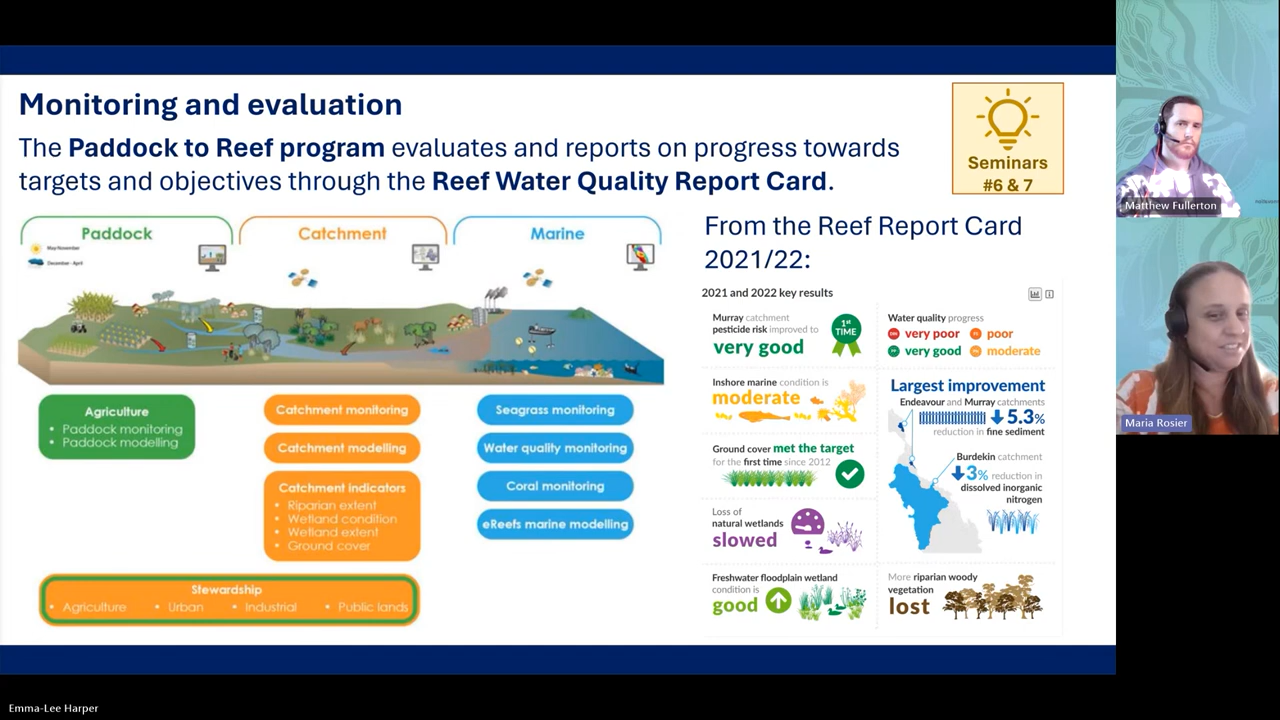 Monitoring and evaluation
The Paddock to Reef program evaluates and reports on progress towards
targets and objectives through the Reef Water Quality Report Card.
Seminars
#6 & 7
Paddock
May-November
December - April
Catchment
Marine
Agriculture
• Paddock monitoring
• Paddock modelling
Catchment monitoring
Catchment modelling
Catchment indicators
• Riparian extent
• Wetland condition
• Wetland extent
• Ground cover
Seagrass monitoring
Water quality monitoring
Coral monitoring
eReefs marine modelling
Stewardship
• Agriculture • Urban • Industrial • Public lands
From the Reef Report Card
2021/22:
2021 and 2022 key results
Murray catchment
pesticide risk improved to
very good
1st
TIME
Inshore marine condition is
moderate
Ground cover met the target
for the first time since 2012
Loss of
natural wetlands
slowed
Freshwater floodplain wetland
condition is
good
Water quality progress
very poor poor
very good moderate
Largest improvement
Endeavour and Murray catchments
5.3%
reduction in fine sediment
Burdekin catchment
3% reduction in
dissolved inorganic
nitrogen
More riparian woody
vegetation
lost
Matthew Fullerton
Maria Rosier
Emma-Lee Harper